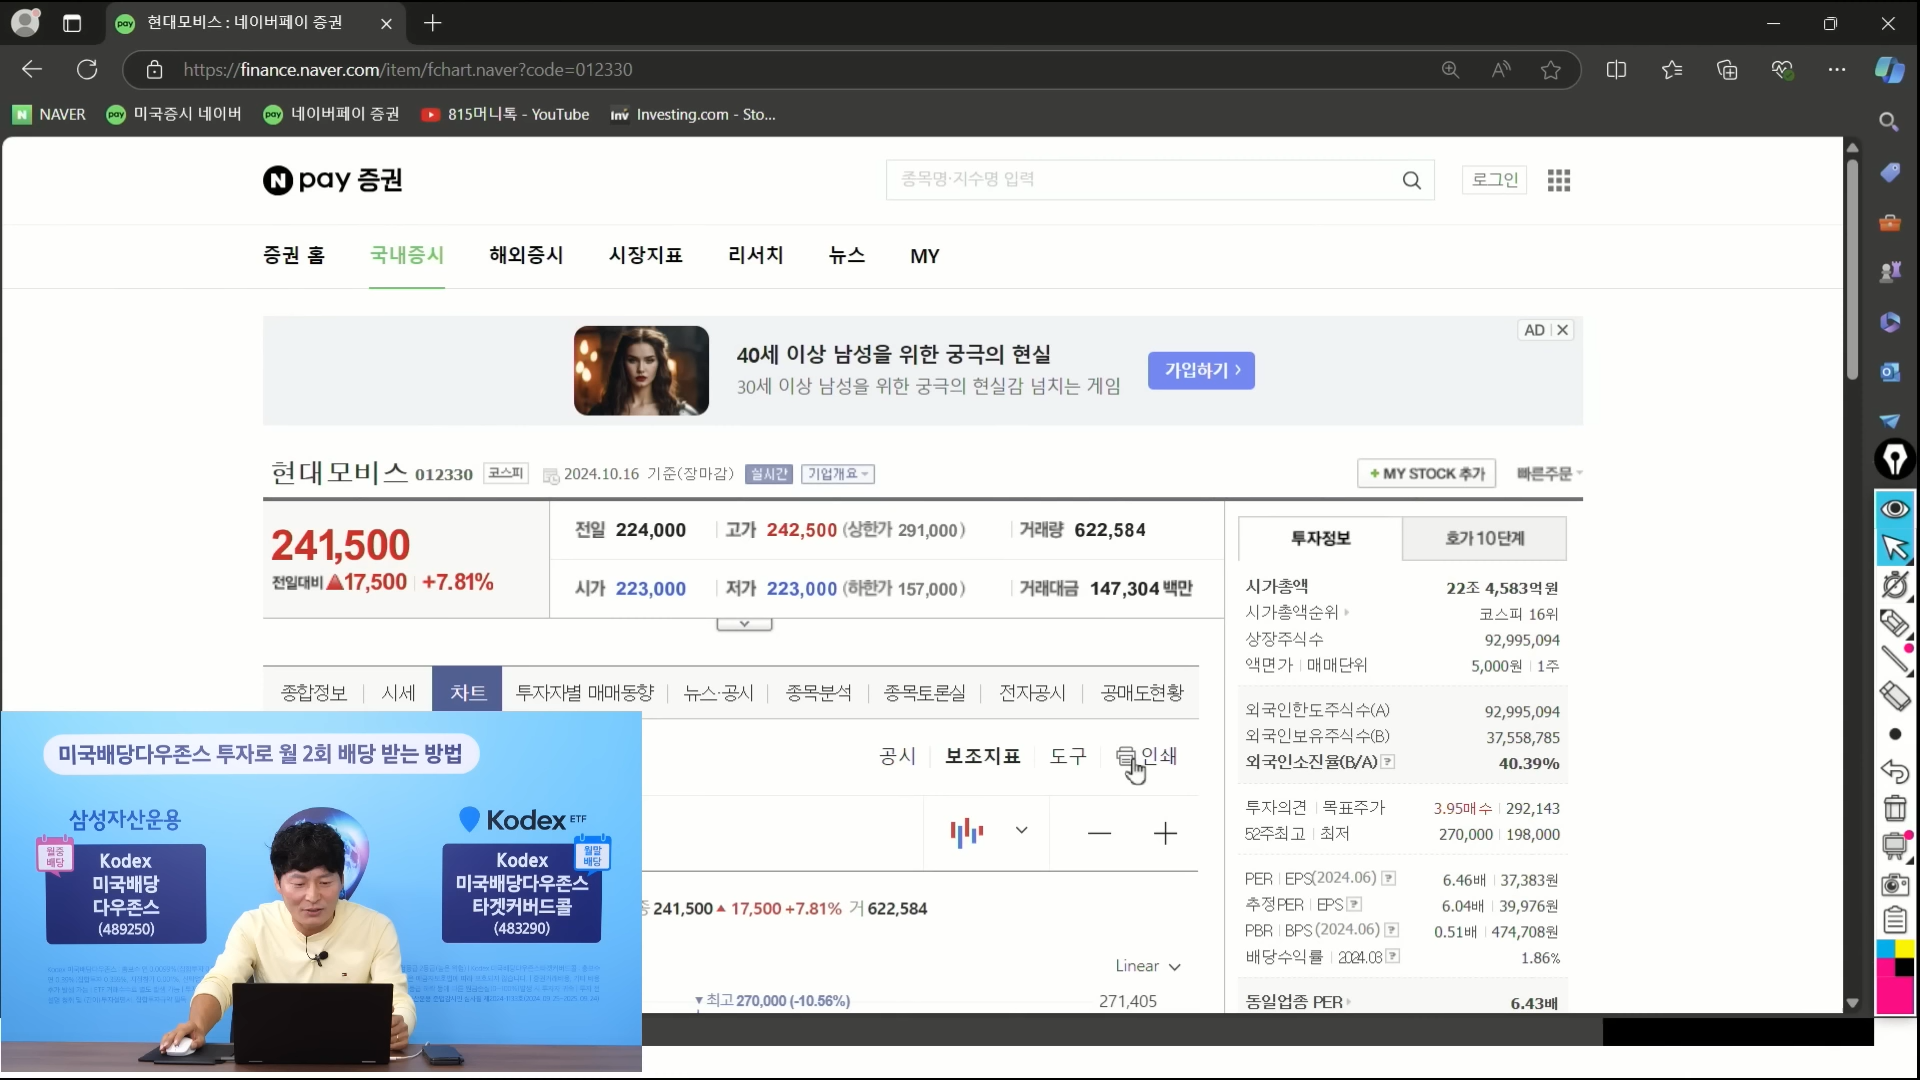 현대모비스 : 네이버페이 증권
https://finance.naver.com/item/fchart.naver?code=012330
NAVER
미국증시 네이버
네이버페이 증권
815머니톡 - YouTube
Investing.com - Sto...
N pay 증권
종목명·지수명 입력
로그인
증권 홈 국내증시 해외증시 시장지표 리서치 뉴스 MY
40세 이상 남성을 위한 궁극의 현실
30세 이상 남성을 위한 궁극의 현실감 넘치는 게임
가입하기 ›
AD
현대모비스 012330 코스피 2024.10.16 기준(장마감) 실시간 기업개요
+ MY STOCK 추가 빠른주문
241,500
전일대비 ▲17,500 +7.81%
전일 224,000 고가 242,500 (상한가 291,000) 거래량 622,584
시가 223,000 저가 223,000 (하한가 157,000) 거래대금 147,304 백만
투자정보 호가 10단계
시가총액 22조 4,583억원
시가총액순위 코스피 16위
상장주식수 92,995,094
액면가 매매단위 5,000원 1주
외국인한도주식수(A) 92,995,094
외국인보유주식수(B) 37,558,785
외국인소진율(B/A) ? 40.39%
투자의견 목표주가 3.95매수 292,143
52주최고 최저 270,000 198,000
PER EPS(2024.06) ? 6.46배 37,383원
추정PER EPS ? 6.04배 39,976원
PBR BPS (2024.06) ? 0.51배 474,708원
배당수익률 2024.03 ? 1.86%
동일업종 PER 6.43배
종합정보 시세 차트 투자자별 매매동향 뉴스·공시 종목분석 종목토론실 전자공시 공매도현황
공시 보조지표 도구 인쇄
종 241,500 ▲ 17,500 +7.81% 거 622,584
Linear
▼최고 270,000 (-10.56%)
271,405
미국배당다우존스 투자로 월 2회 배당 받는 방법
삼성자산운용
Kodex ETF
월중
배당
Kodex
미국배당
다우존스
(489250)
월말
배당
Kodex
미국배당다우존스
타겟커버드콜
(483290)